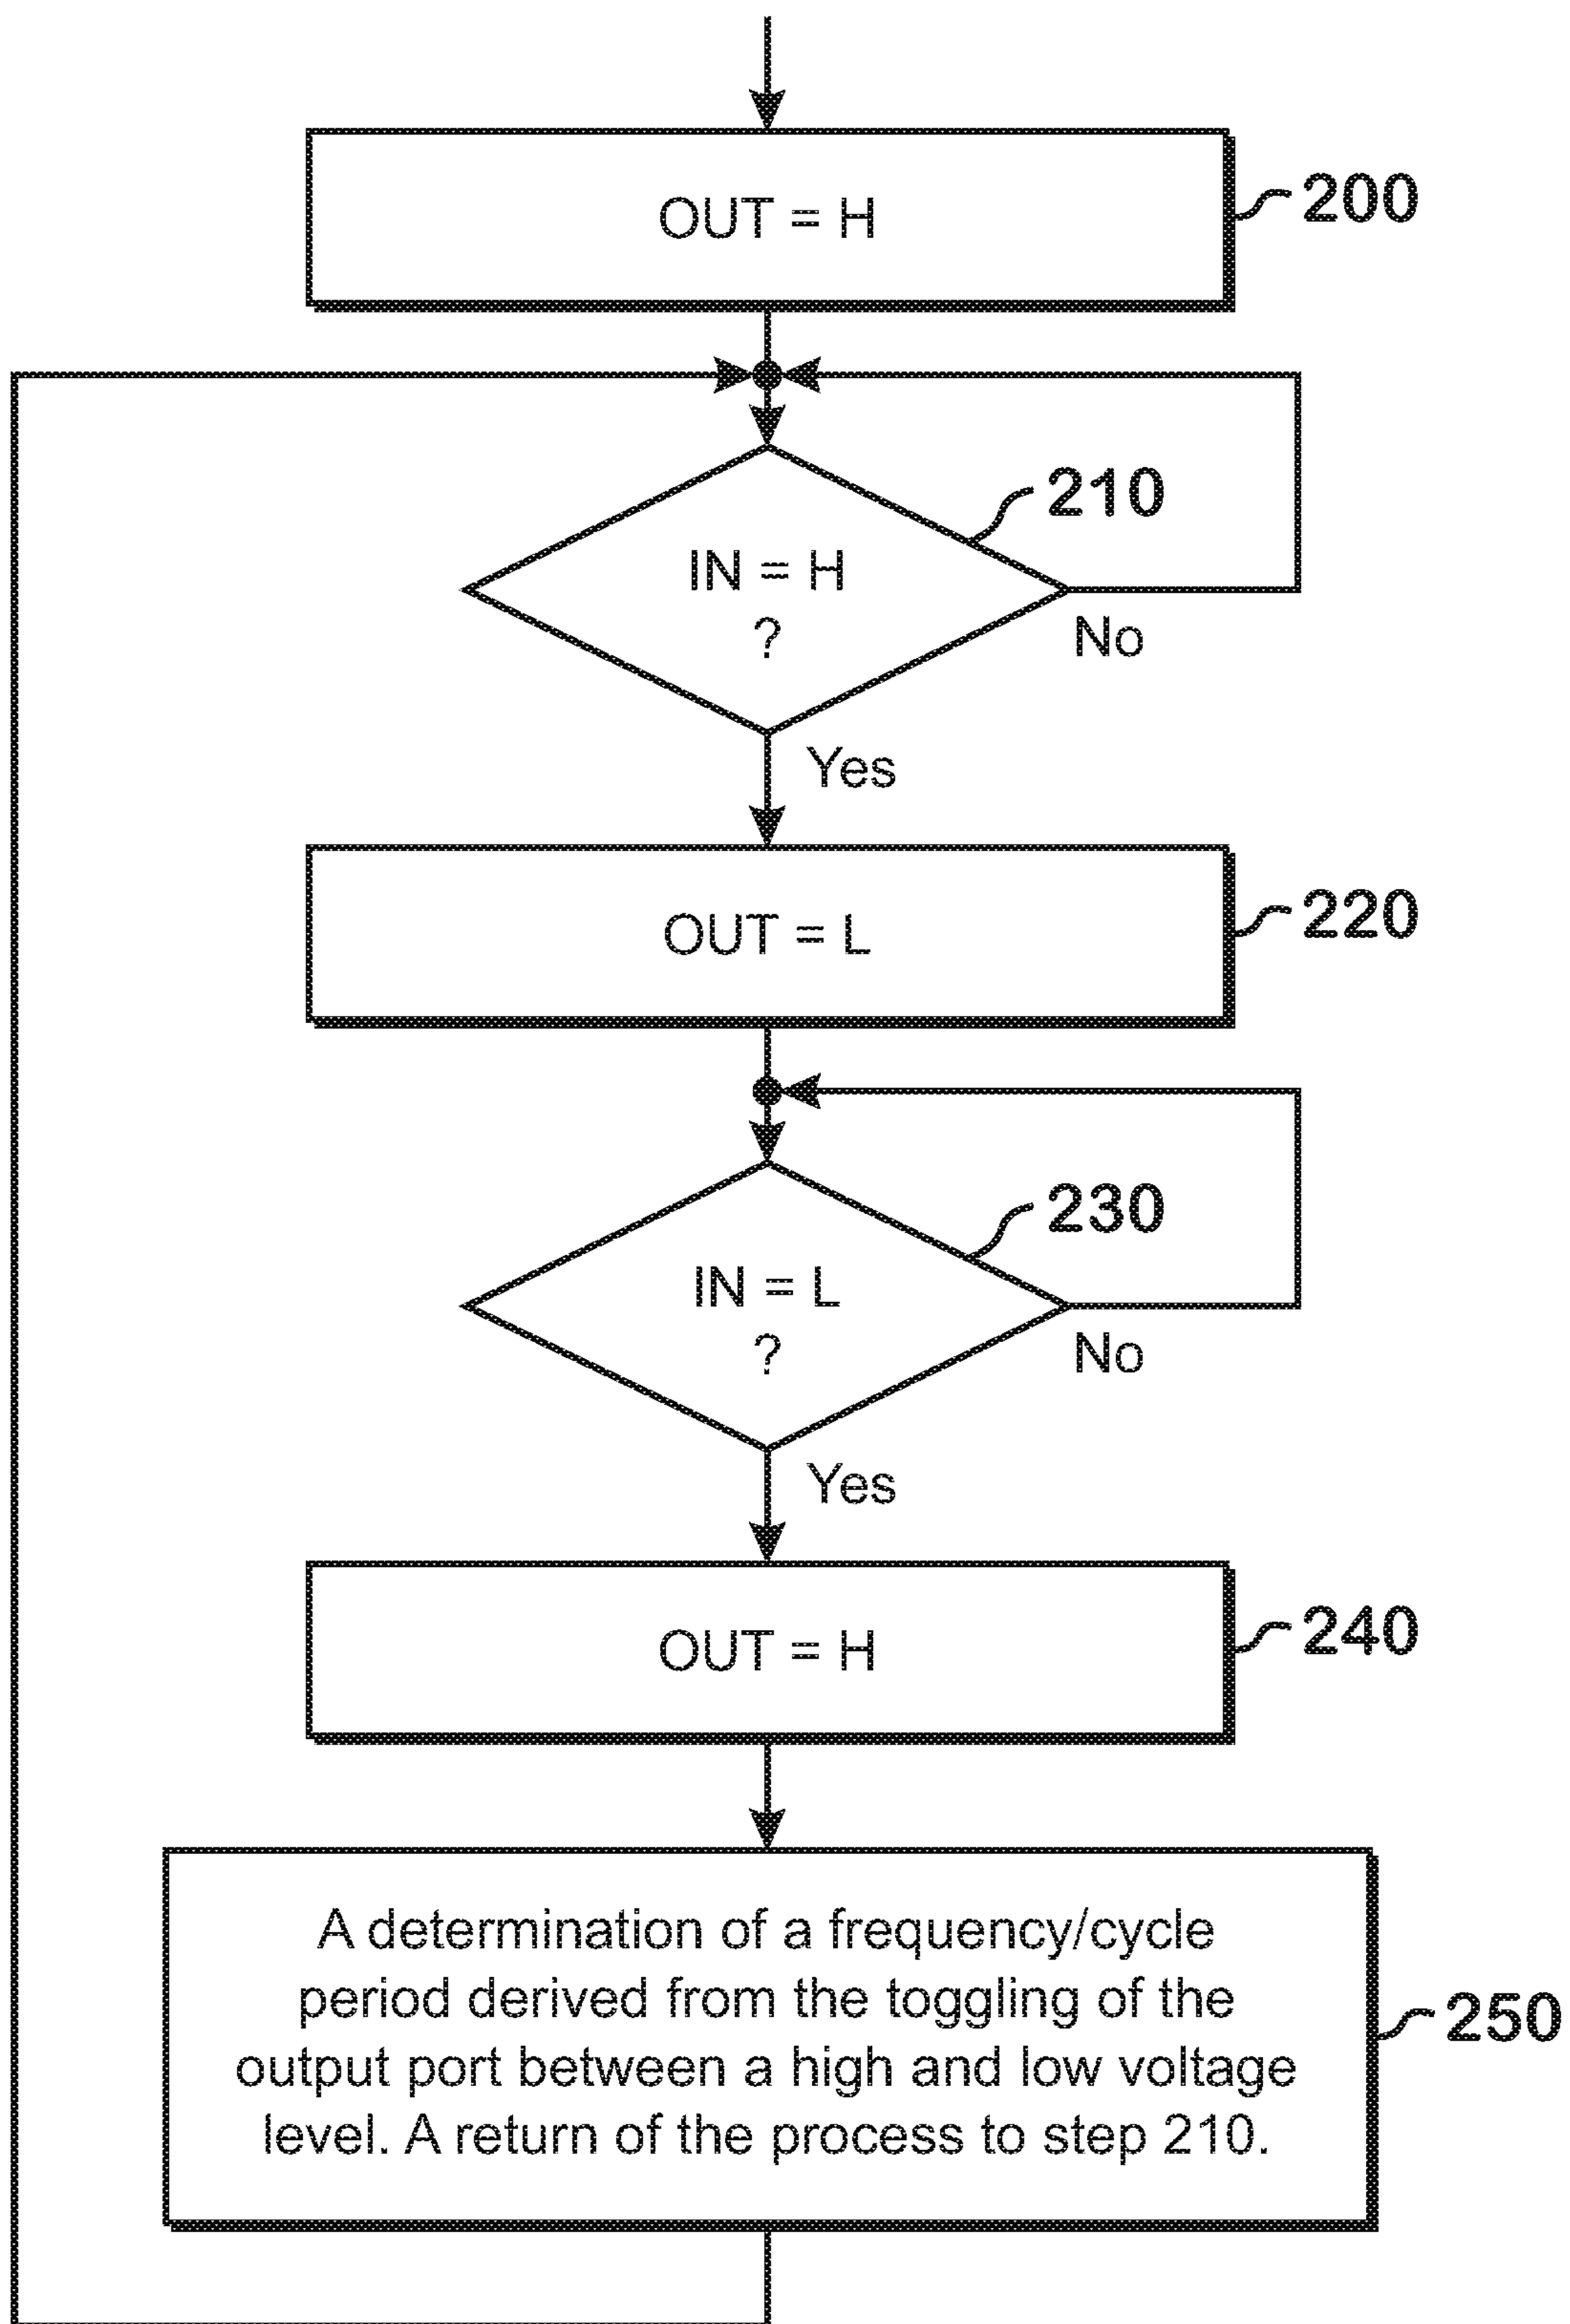 OUT = H
200
210
IN = H
?
No
Yes
OUT = L
220
230
IN = L
?
No
Yes
OUT = H
240
A determination of a frequency/cycle
period derived from the toggling of the
output port between a high and low voltage
level. A return of the process to step 210.
250